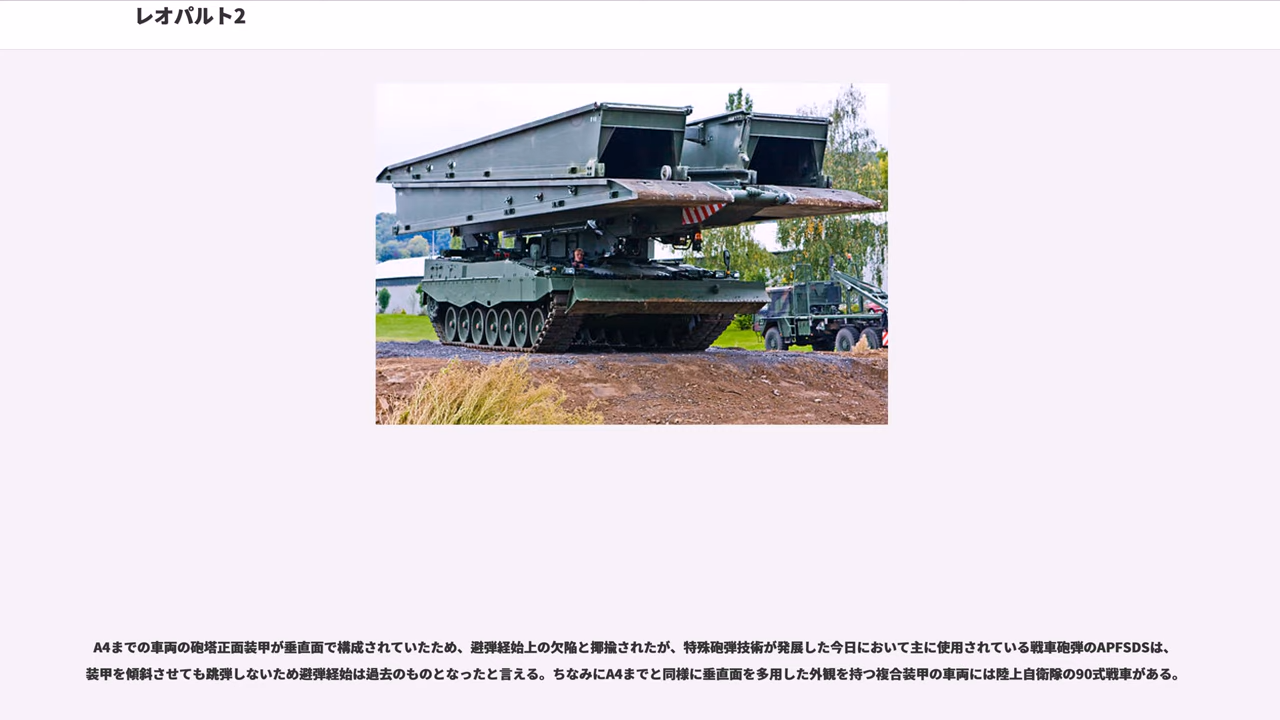 レオパルト2
A4までの車両の砲塔正面装甲が垂直面で構成されていたため、避弾経始上の欠陥と揶揄されたが、特殊砲弾技術が発展した今日において主に使用されている戦車砲弾のAPFSDSは、
装甲を傾斜させても跳弾しないため避弾経始は過去のものとなったと言える。ちなみにA4までと同様に垂直面を多用した外観を持つ複合装甲の車両には陸上自衛隊の90式戦車がある。